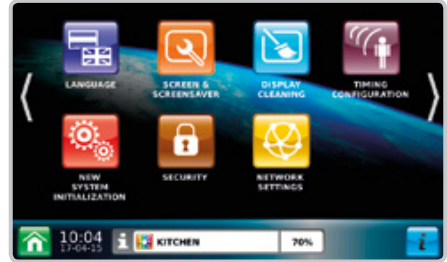 LANGUAGE
SCREEN &
SCREENSAVER
DISPLAY
CLEANING
TIMING
CONFIGURATION
NEW
SYSTEM
INITIALIZATION
SECURITY
NETWORK
SETTINGS
10:04
17-04-15
i
KITCHEN
70%
i